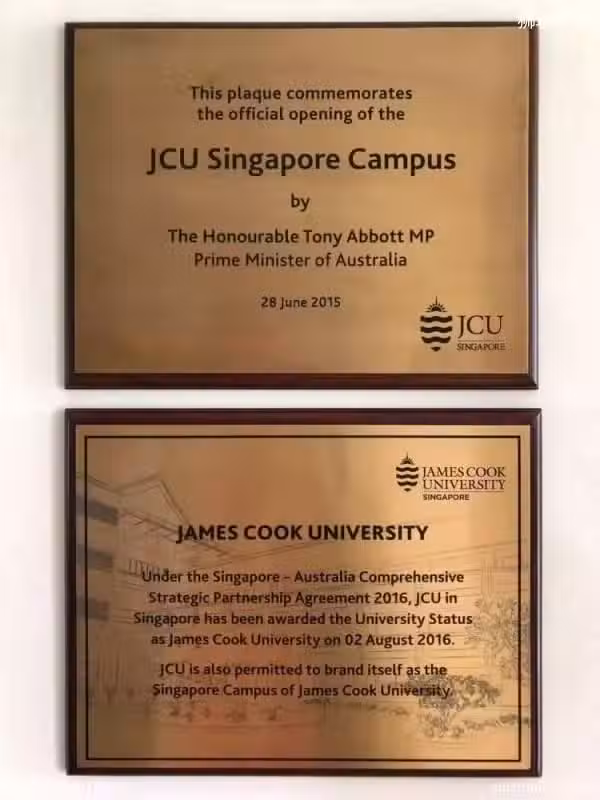 This plaque commemorates
the official opening of the
JCU Singapore Campus
by
The Honourable Tony Abbott MP
Prime Minister of Australia
28 June 2015
JCU
SINGAPORE
JAMES COOK
UNIVERSITY
SINGAPORE
JAMES COOK UNIVERSITY
Under the Singapore – Australia Comprehensive
Strategic Partnership Agreement 2016, JCU in
Singapore has been awarded the University Status
as James Cook University on 02 August 2016.
JCU is also permitted to brand itself as the
Singapore Campus of James Cook University.